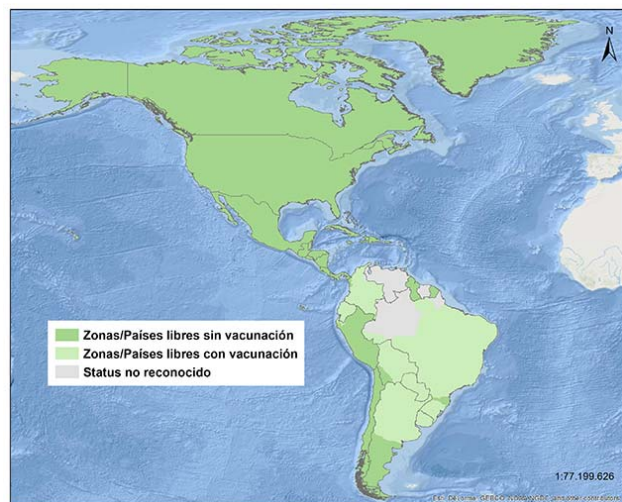 N
Zonas/Países libres sin vacunación
Zonas/Países libres con vacunación
Status no reconocido
1:77.199.626